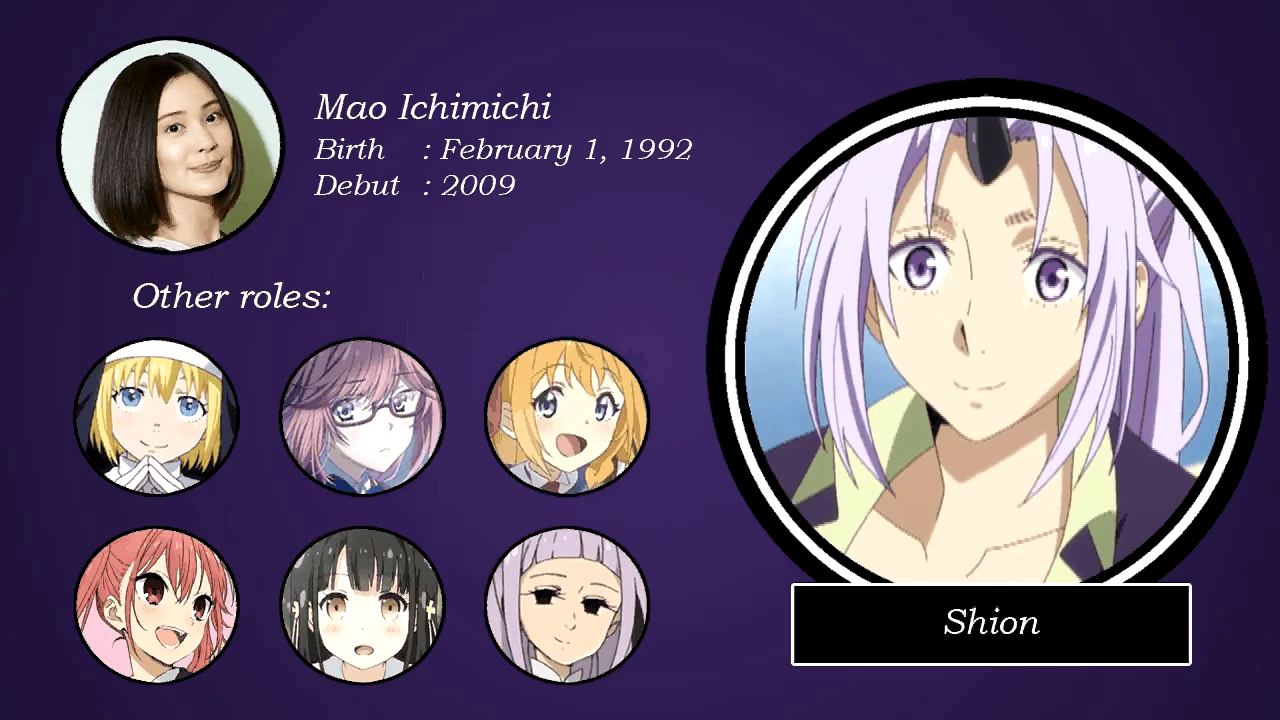 Mao Ichimichi
Birth : February 1, 1992
Debut : 2009
Other roles:
Shion